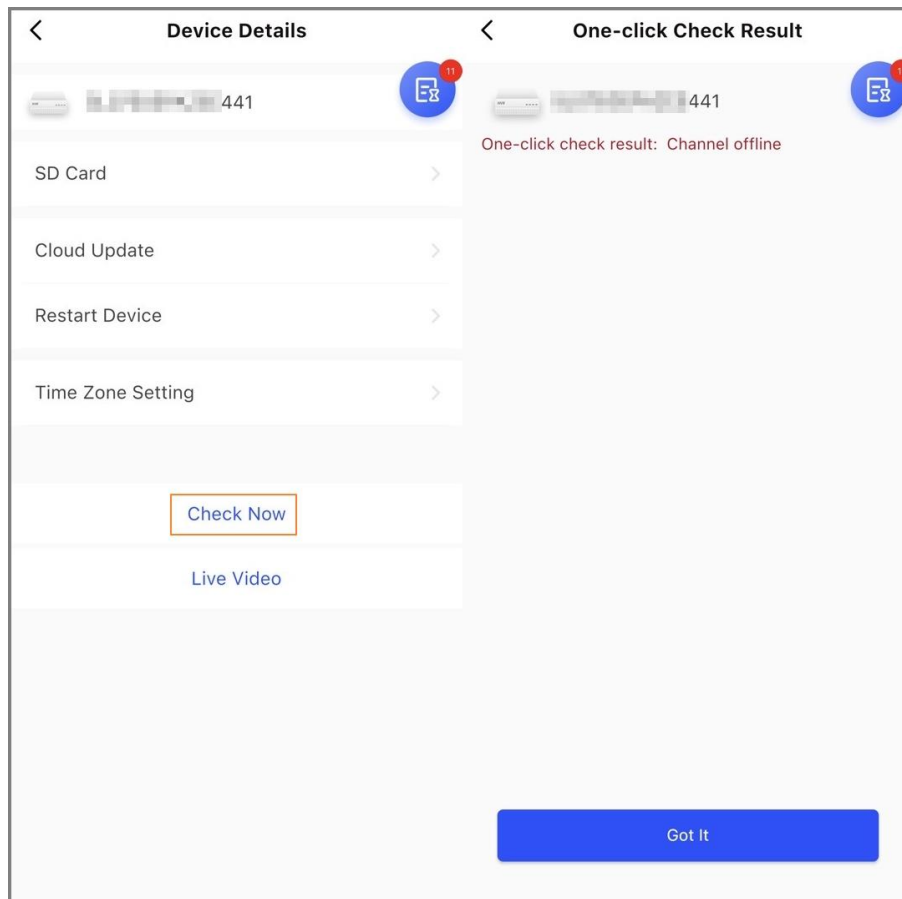 Device Details
11
441
SD Card
Cloud Update
Restart Device
Time Zone Setting
Check Now
Live Video
One-click Check Result
441
One-click check result: Channel offline
Got It